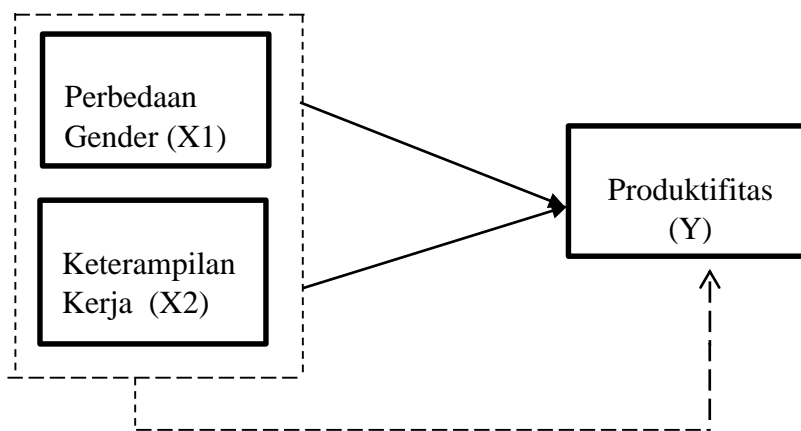 Perbedaan
Gender (X1)
Keterampilan
Kerja (X2)
Produktifitas
(Y)